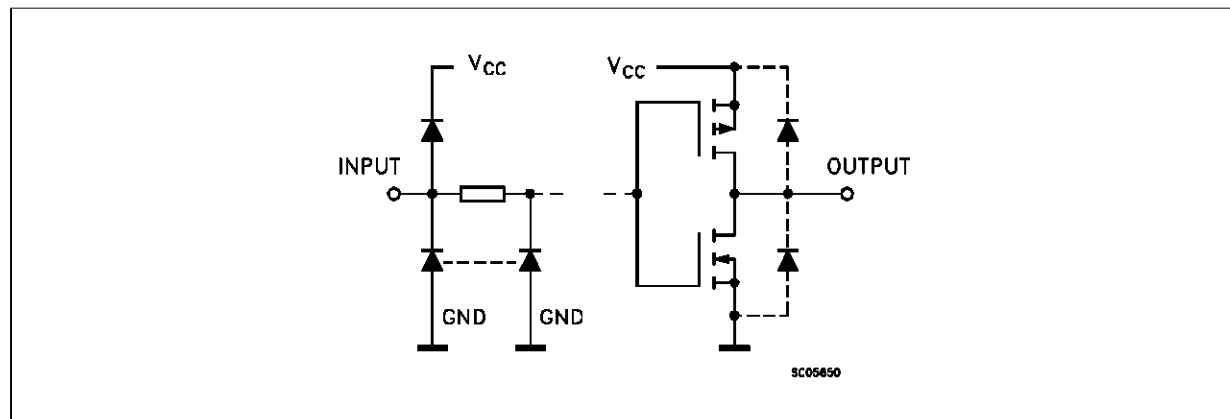 VCC
VCC
INPUT
OUTPUT
GND
GND
SC05650